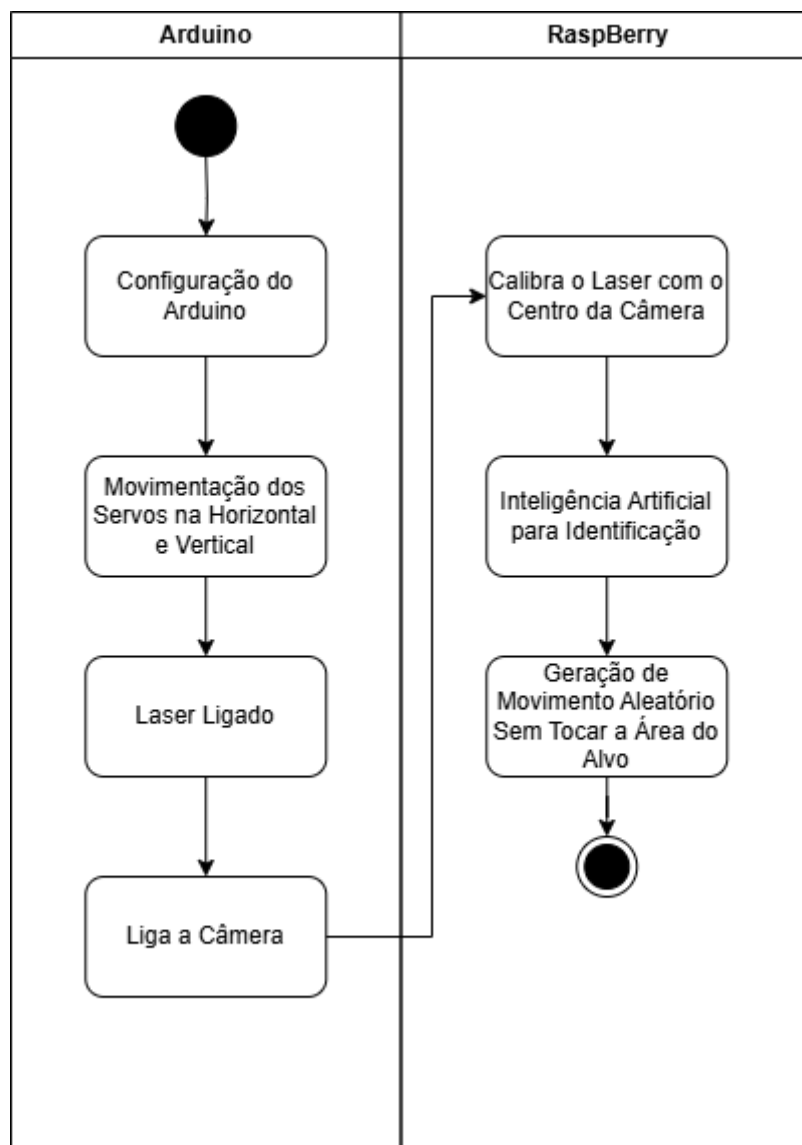 Arduino
RaspBerry
Configuração do
Arduino
Movimentação dos
Servos na Horizontal
e Vertical
Laser Ligado
Liga a Câmera
Calibra o Laser com o
Centro da Câmera
Inteligência Artificial
para Identificação
Geração de
Movimento Aleatório
Sem Tocar a Área do
Alvo